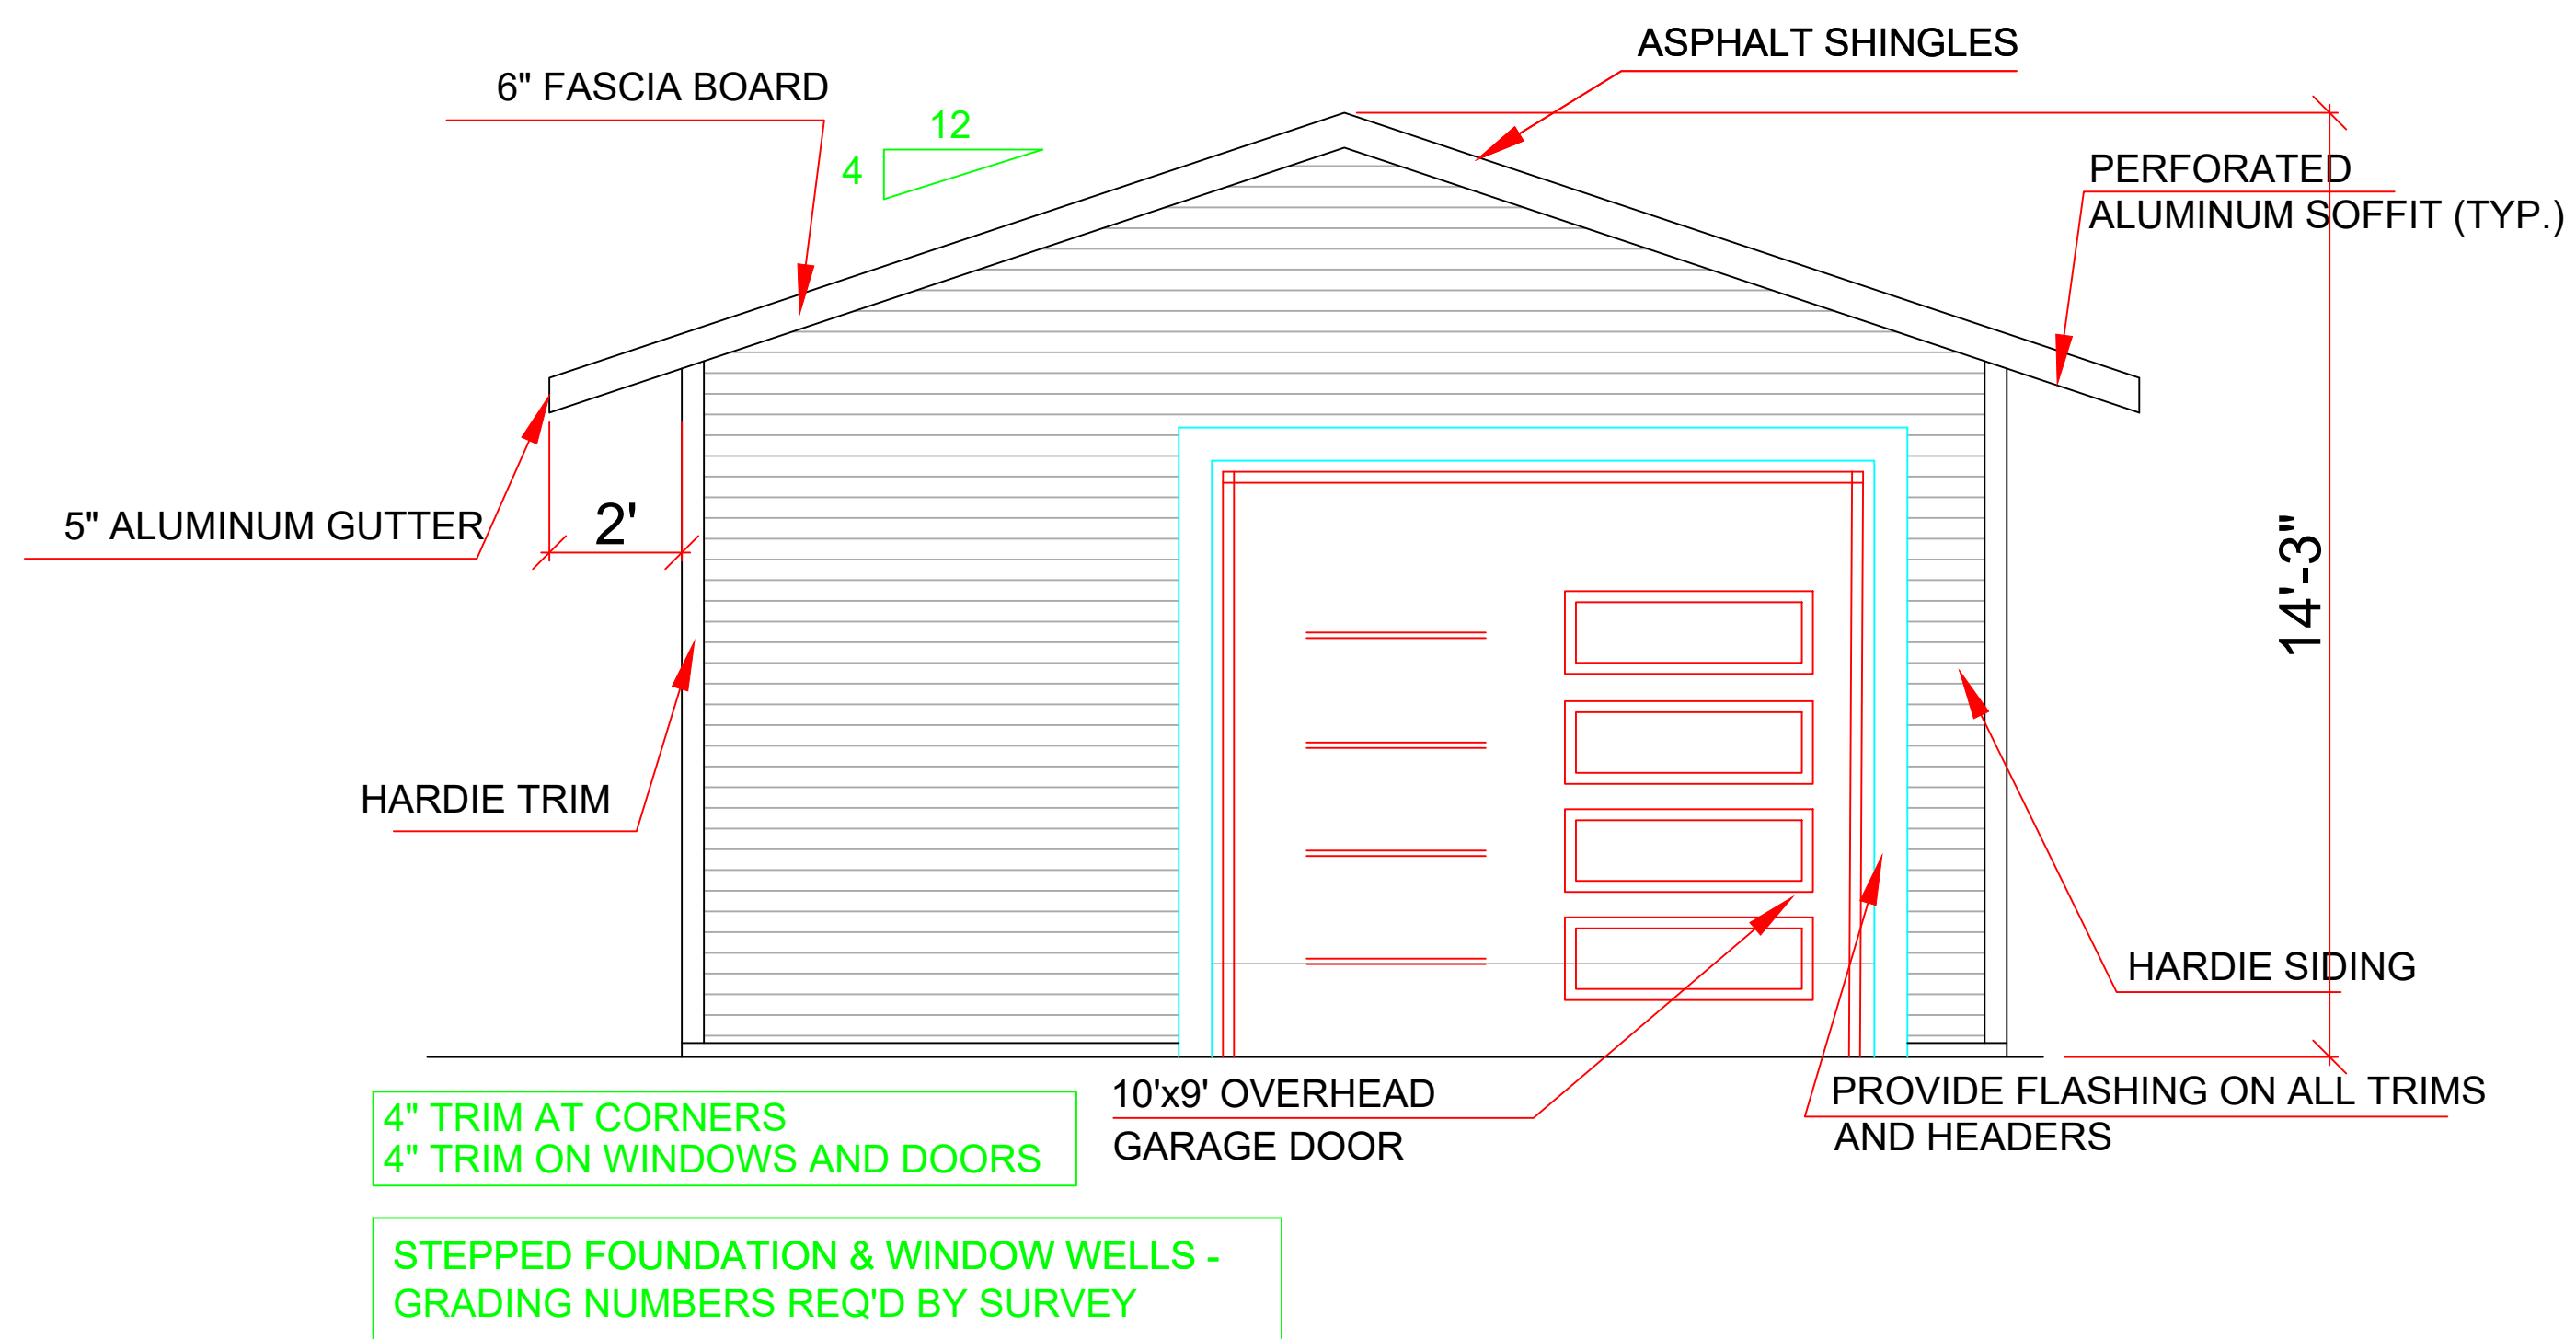 ASPHALT SHINGLES
6" FASCIA BOARD
12
4
PERFORATED
ALUMINUM SOFFIT (TYP.)
5" ALUMINUM GUTTER
2'
14'-3"
HARDIE TRIM
HARDIE SIDING
10'x9' OVERHEAD
GARAGE DOOR
PROVIDE FLASHING ON ALL TRIMS
AND HEADERS
4" TRIM AT CORNERS
4" TRIM ON WINDOWS AND DOORS
STEPPED FOUNDATION & WINDOW WELLS -
GRADING NUMBERS REQ'D BY SURVEY